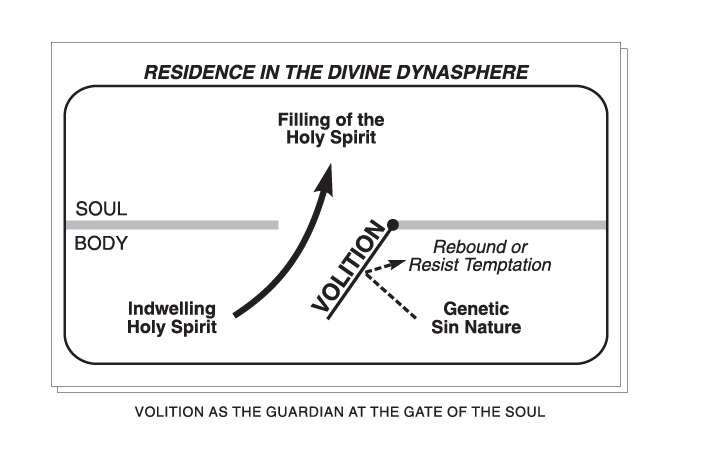 RESIDENCE IN THE DIVINE DYNASPHERE
Filling of the
Holy Spirit
SOUL
BODY
VOLITION
Rebound or
Resist Temptation
Indwelling
Holy Spirit
Genetic
Sin Nature
VOLITION AS THE GUARDIAN AT THE GATE OF THE SOUL